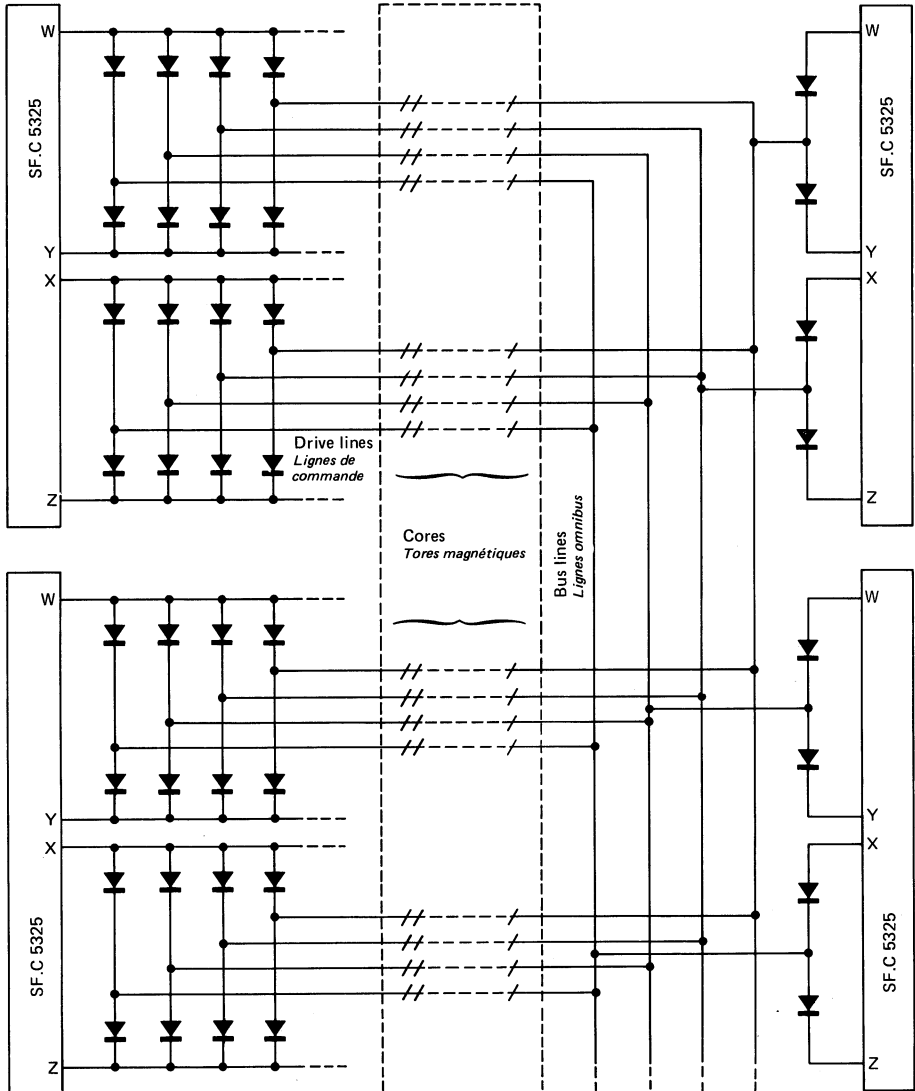 W
W
SF.C 5325
SF.C 5325
Y
Y
X
X
Drive lines
Lignes de
commande
Z
Z
Cores
Tores magnétiques
Bus lines
Lignes omnibus
W
W
Y
Y
X
X
SF.C 5325
SF.C 5325
Z
Z